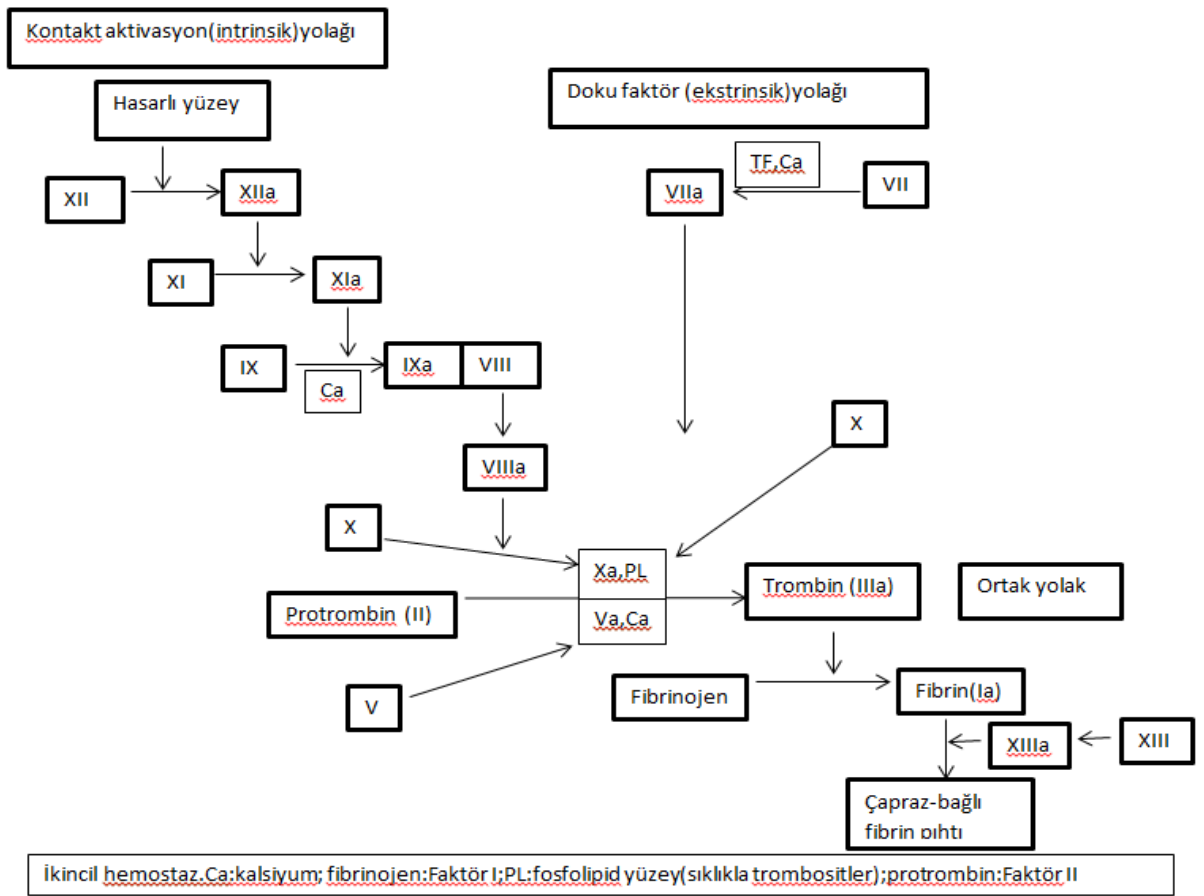 Kontakt aktivasyon(intrinsik)yolağı
Hasarlı yüzey
Doku faktör (ekstrinsik)yolağı
TF,Ca
XII
XIIa
VIIa
VII
XI
XIa
IX
Ca
IXa
VIII
X
VIIIa
X
Xa,PL
Trombin (IIIa)
Ortak yolak
Protrombin (II)
Va,Ca
V
Fibrinojen
Fibrin(Ia)
XIIIa
XIII
Çapraz-bağlı
fibrin pıhtı
İkincil hemostaz.Ca:kalsiyum; fibrinojen:Faktör I;PL:fosfolipid yüzey(sıklıkla trombositler);protrombin:Faktör II